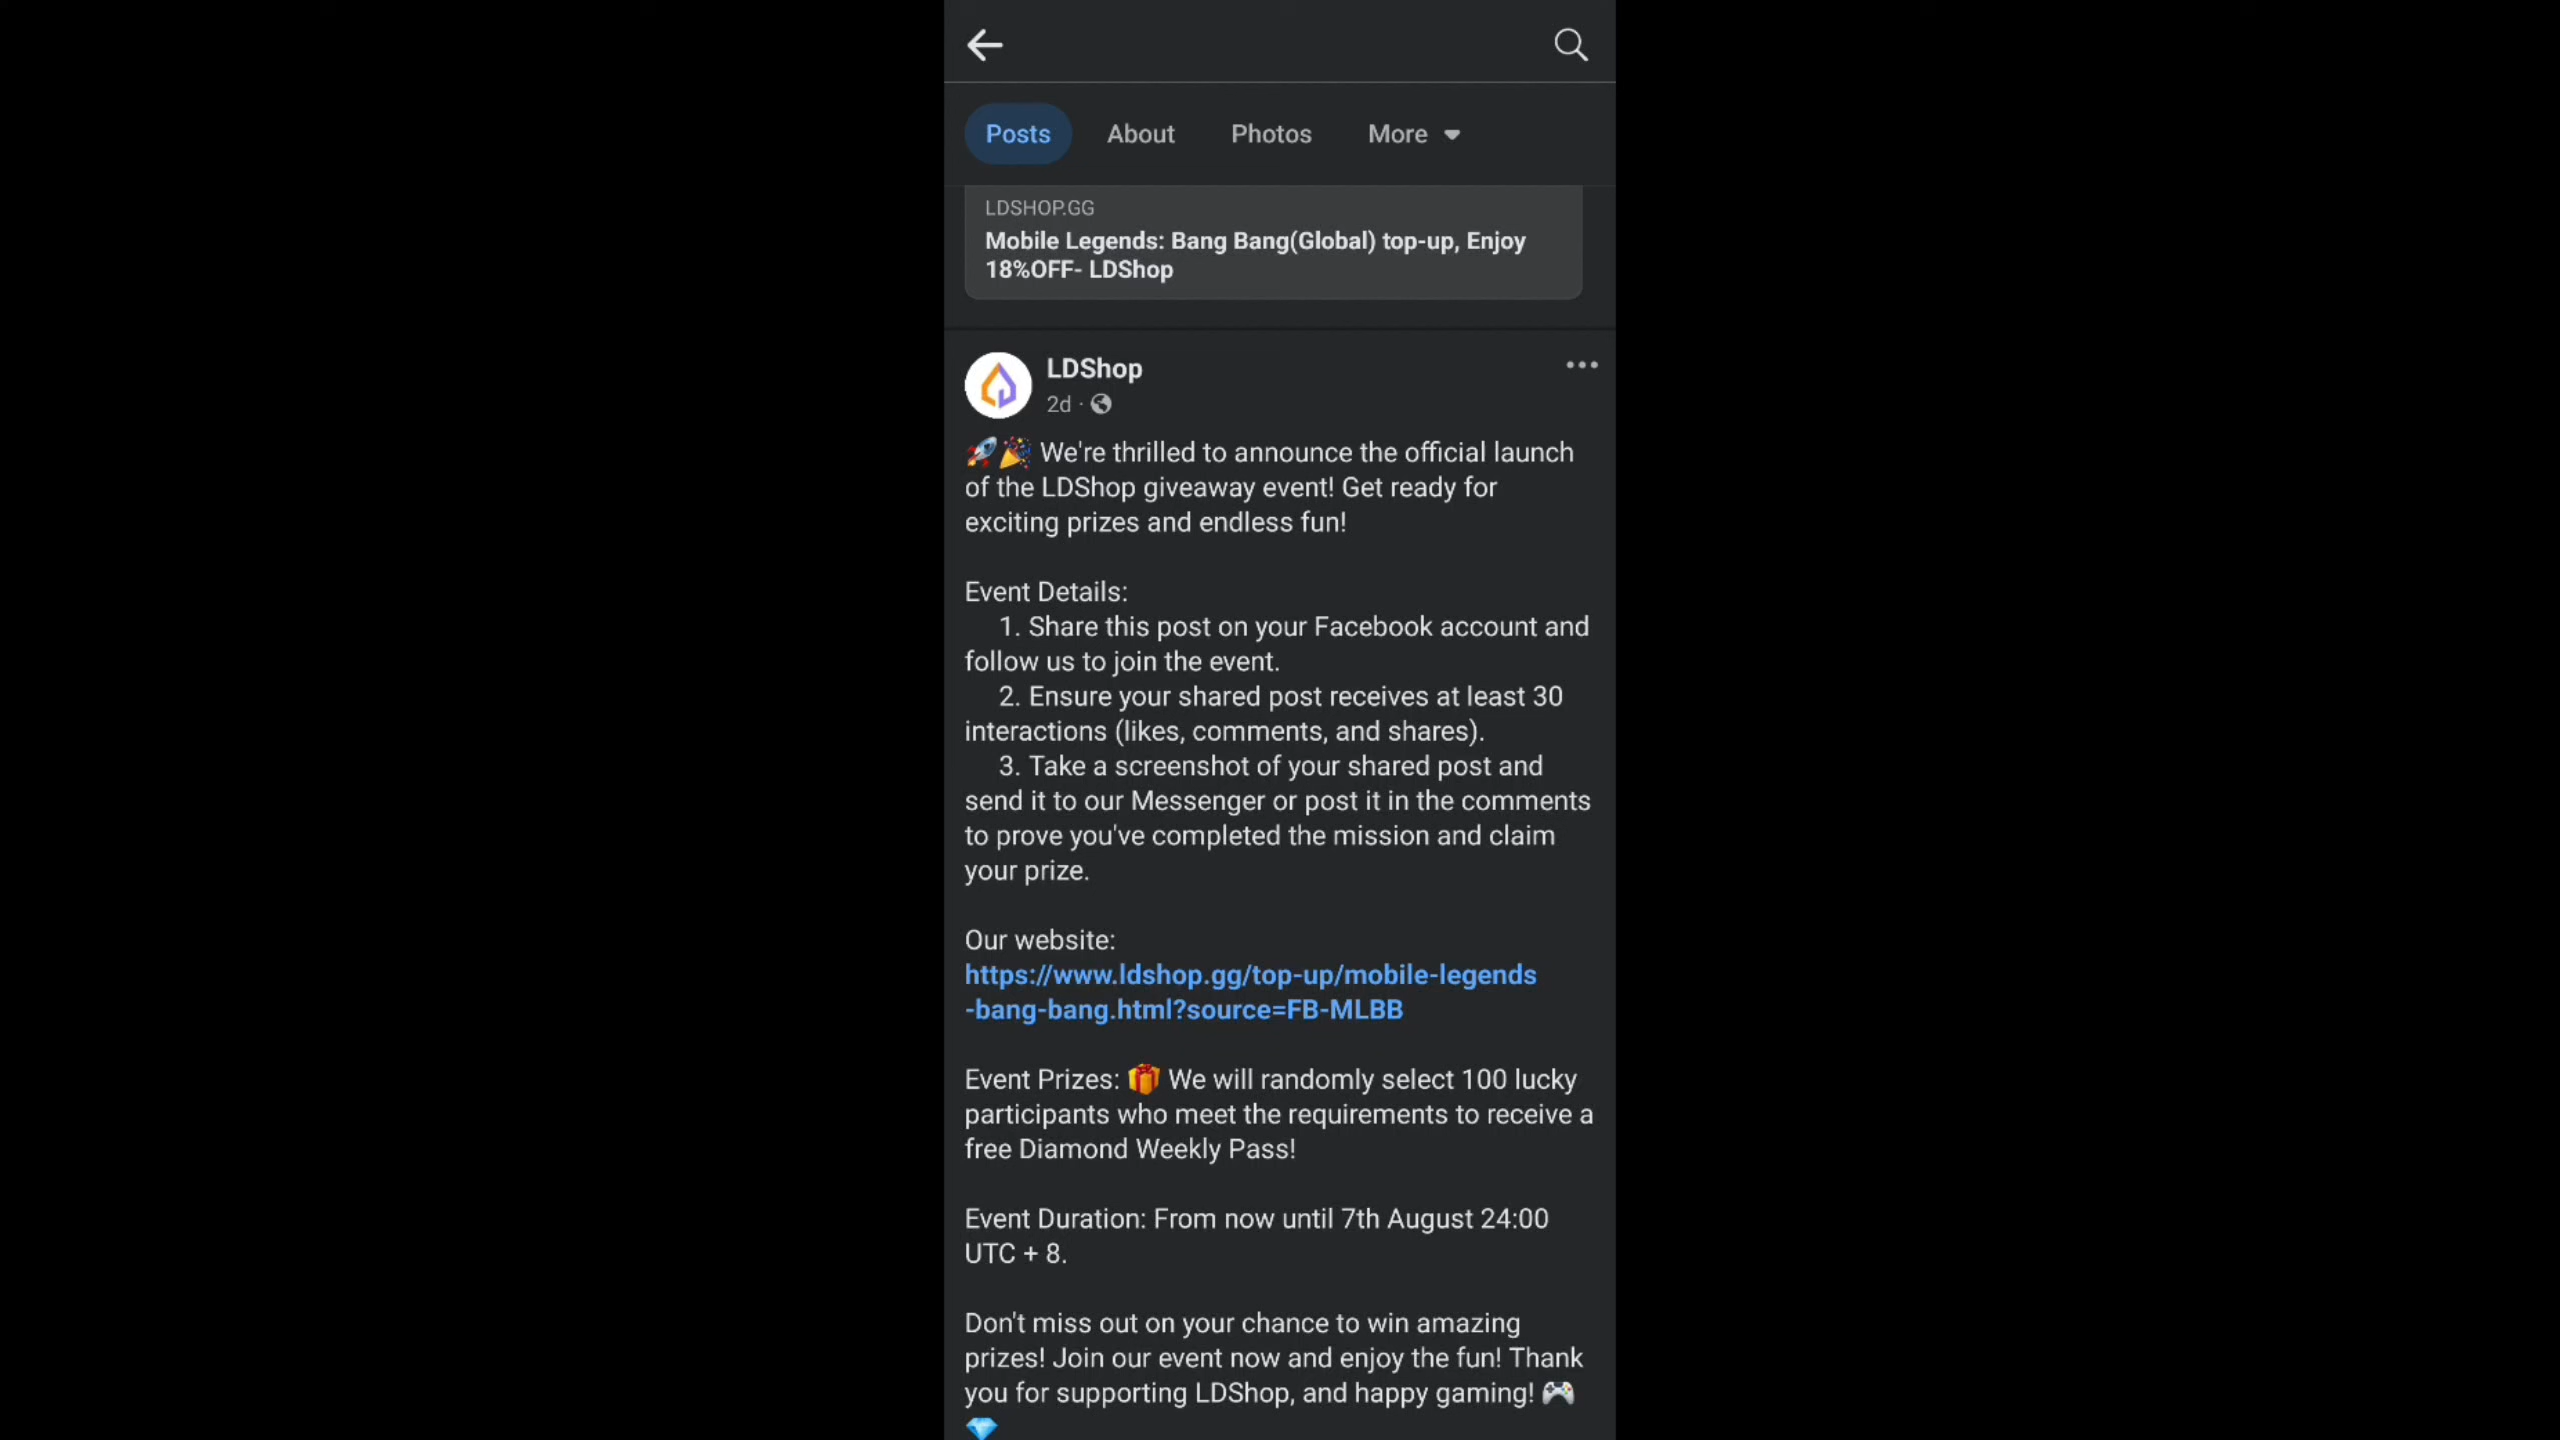 Posts About Photos More
LDSHOP.GG
Mobile Legends: Bang Bang(Global) top-up, Enjoy
18%OFF- LDShop
LDShop
2d ·
🚀🎉 We're thrilled to announce the official launch
of the LDShop giveaway event! Get ready for
exciting prizes and endless fun!
Event Details:
1. Share this post on your Facebook account and
follow us to join the event.
2. Ensure your shared post receives at least 30
interactions (likes, comments, and shares).
3. Take a screenshot of your shared post and
send it to our Messenger or post it in the comments
to prove you've completed the mission and claim
your prize.
Our website:
https://www.ldshop.gg/top-up/mobile-legends
-bang-bang.html?source=FB-MLBB
Event Prizes: 🎁 We will randomly select 100 lucky
participants who meet the requirements to receive a
free Diamond Weekly Pass!
Event Duration: From now until 7th August 24:00
UTC + 8.
Don't miss out on your chance to win amazing
prizes! Join our event now and enjoy the fun! Thank
you for supporting LDShop, and happy gaming! 🎮
💎